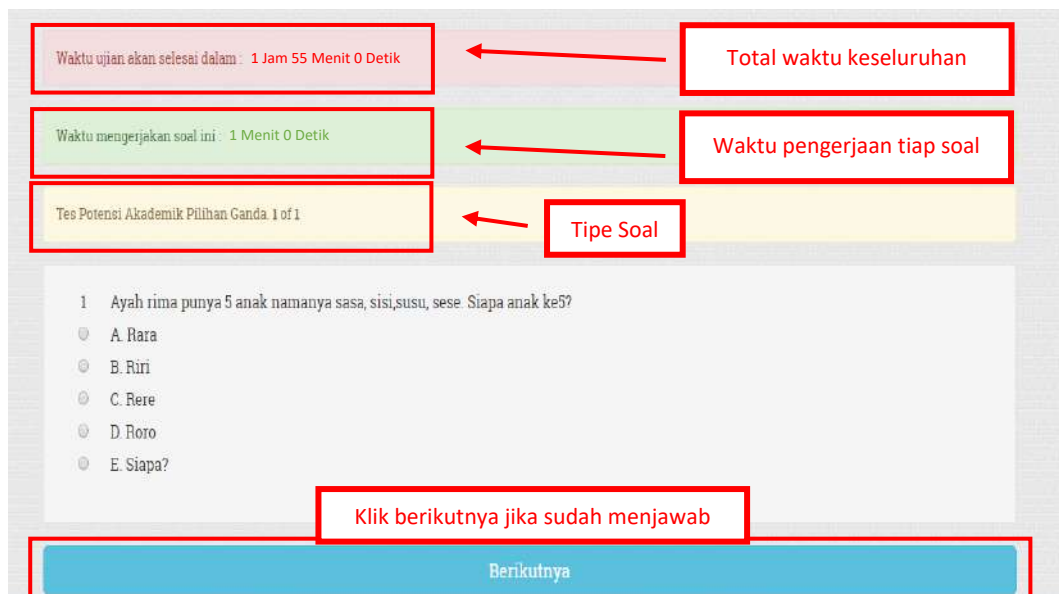 Waktu ujian akan selesai dalam : 1 Jam 55 Menit 0 Detik
Total waktu keseluruhan
Waktu mengerjakan soal ini : 1 Menit 0 Detik
Waktu pengerjaan tiap soal
Tes Potensi Akademik Pilihan Ganda. 1 of 1
Tipe Soal
1 Ayah rima punya 5 anak namanya sasa, sisi,susu, sese. Siapa anak ke5?
A. Rara
B. Riri
C. Rere
D. Roro
E. Siapa?
Klik berikutnya jika sudah menjawab
Berikutnya